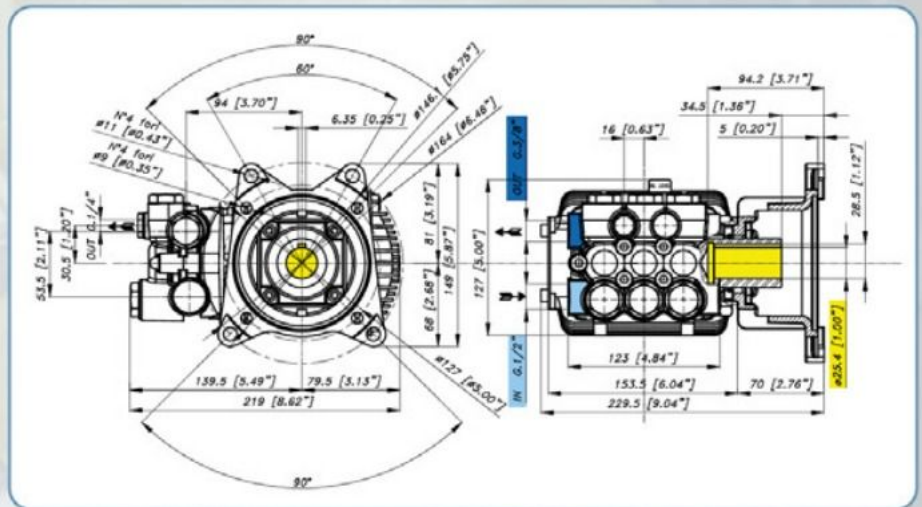 90°
60°
94 [3.70"]
6.35 [0.25"]
ø146.1 [ø5.75"]
ø164 [ø6.46"]
N°4 fori
ø11 [ø0.43"]
N°4 fori
ø9 [ø0.35"]
OUT G.1/4"
30.5 [1.20"]
53.5 [2.11"]
81 [3.19"]
149 [5.87"]
68 [2.68"]
ø127 [ø5.00"]
139.5 [5.49"]
79.5 [3.13"]
219 [8.62"]
90°
94.2 [3.71"]
34.5 [1.36"]
5 [0.20"]
16 [0.63"]
OUT G.3/8"
28.5 [1.12"]
127 [5.00"]
IN G.1/2"
ø25.4 [1.00"]
123 [4.84"]
153.5 [6.04"]
70 [2.76"]
229.5 [9.04"]